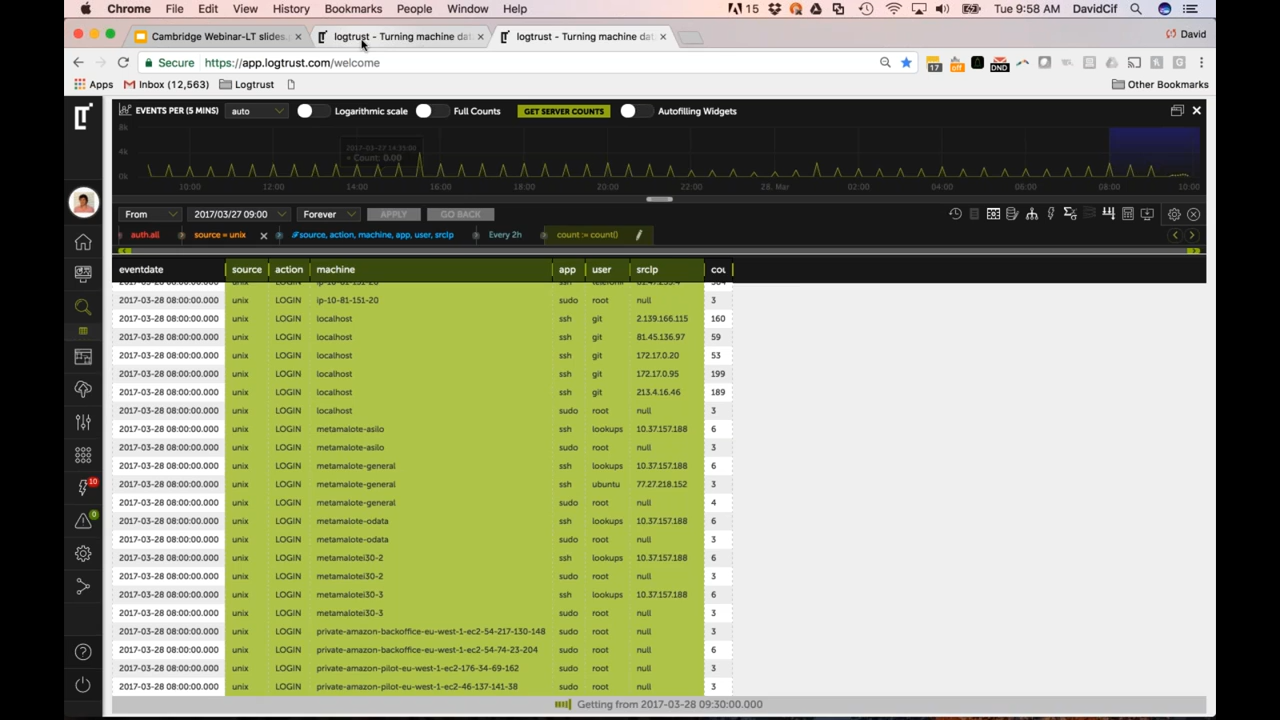 Chrome File Edit View History Bookmarks People Window Help 15 Tue 9:58 AM DavidCif
Cambridge Webinar-LT slides. logtrust - Turning machine dat logtrust - Turning machine dat David
Secure https://app.logtrust.com/welcome 17 off DND
Apps Inbox (12,563) Logtrust Other Bookmarks
EVENTS PER (5 MINS) auto Logarithmic scale Full Counts GET SERVER COUNTS Autofilling Widgets
8k
2017-03-27 14:35:00
4k
Count: 0.00
0k
10:00 12:00 14:00 16:00 18:00 20:00 22:00 28. Mar 02:00 04:00 06:00 08:00 10:00
From 2017/03/27 09:00 Forever APPLY GO BACK
auth.all source = unix source, action, machine, app, user, srcIp Every 2h count := count()
eventdate source action machine app user srcIp cou
2017-03-28 08:00:00.000 unix LOGIN ip-10-81-151-20 sudo root null 3
2017-03-28 08:00:00.000 unix LOGIN localhost ssh git 2.139.166.115 160
2017-03-28 08:00:00.000 unix LOGIN localhost ssh git 81.45.136.97 59
2017-03-28 08:00:00.000 unix LOGIN localhost ssh git 172.17.0.20 53
2017-03-28 08:00:00.000 unix LOGIN localhost ssh git 172.17.0.95 199
2017-03-28 08:00:00.000 unix LOGIN localhost ssh git 213.4.16.46 189
2017-03-28 08:00:00.000 unix LOGIN localhost sudo root null 3
2017-03-28 08:00:00.000 unix LOGIN metamalote-asilo ssh lookups 10.37.157.188 6
2017-03-28 08:00:00.000 unix LOGIN metamalote-asilo sudo root null 3
2017-03-28 08:00:00.000 unix LOGIN metamalote-general ssh lookups 10.37.157.188 6
2017-03-28 08:00:00.000 unix LOGIN metamalote-general ssh ubuntu 77.27.218.152 3
2017-03-28 08:00:00.000 unix LOGIN metamalote-general sudo root null 4
2017-03-28 08:00:00.000 unix LOGIN metamalote-odata ssh lookups 10.37.157.188 6
2017-03-28 08:00:00.000 unix LOGIN metamalote-odata sudo root null 3
2017-03-28 08:00:00.000 unix LOGIN metamalotei30-2 ssh lookups 10.37.157.188 6
2017-03-28 08:00:00.000 unix LOGIN metamalotei30-2 sudo root null 3
2017-03-28 08:00:00.000 unix LOGIN metamalotei30-3 ssh lookups 10.37.157.188 6
2017-03-28 08:00:00.000 unix LOGIN metamalotei30-3 sudo root null 3
2017-03-28 08:00:00.000 unix LOGIN private-amazon-backoffice-eu-west-1-ec2-54-217-130-148 sudo root null 3
2017-03-28 08:00:00.000 unix LOGIN private-amazon-backoffice-eu-west-1-ec2-54-74-23-204 sudo root null 6
2017-03-28 08:00:00.000 unix LOGIN private-amazon-pilot-eu-west-1-ec2-176-34-69-162 sudo root null 3
2017-03-28 08:00:00.000 unix LOGIN private-amazon-pilot-eu-west-1-ec2-46-137-141-38 sudo root null 3
10
0
Getting from 2017-03-28 09:30:00.000